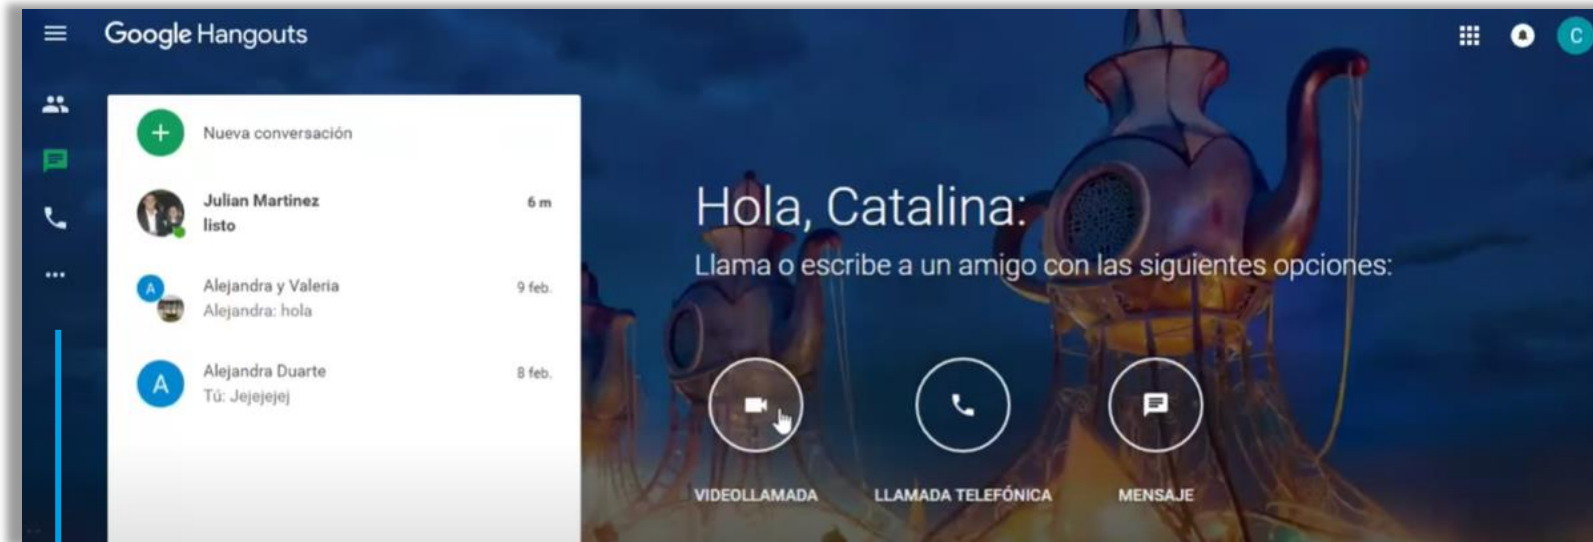 Google Hangouts
C
Nueva conversación
Julian Martinez
6 m
listo
A
Alejandra y Valeria
9 feb.
Alejandra: hola
A
Alejandra Duarte
8 feb.
Tú: Jejejejej
Hola, Catalina:
Llama o escribe a un amigo con las siguientes opciones:
VIDEOLLAMADA
LLAMADA TELEFÓNICA
MENSAJE